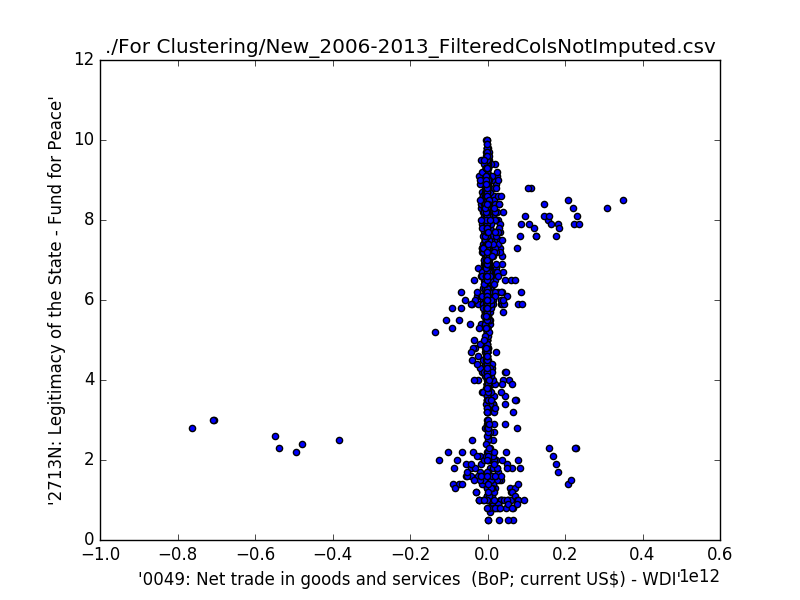 ./For Clustering/New_2006-2013_FilteredColsNotImputed.csv
12
10
8
6
4
2
0
'2713N: Legitimacy of the State - Fund for Peace'
−1.0 −0.8 −0.6 −0.4 −0.2 0.0 0.2 0.4 0.6
1e12
'0049: Net trade in goods and services  (BoP; current US$) - WDI'